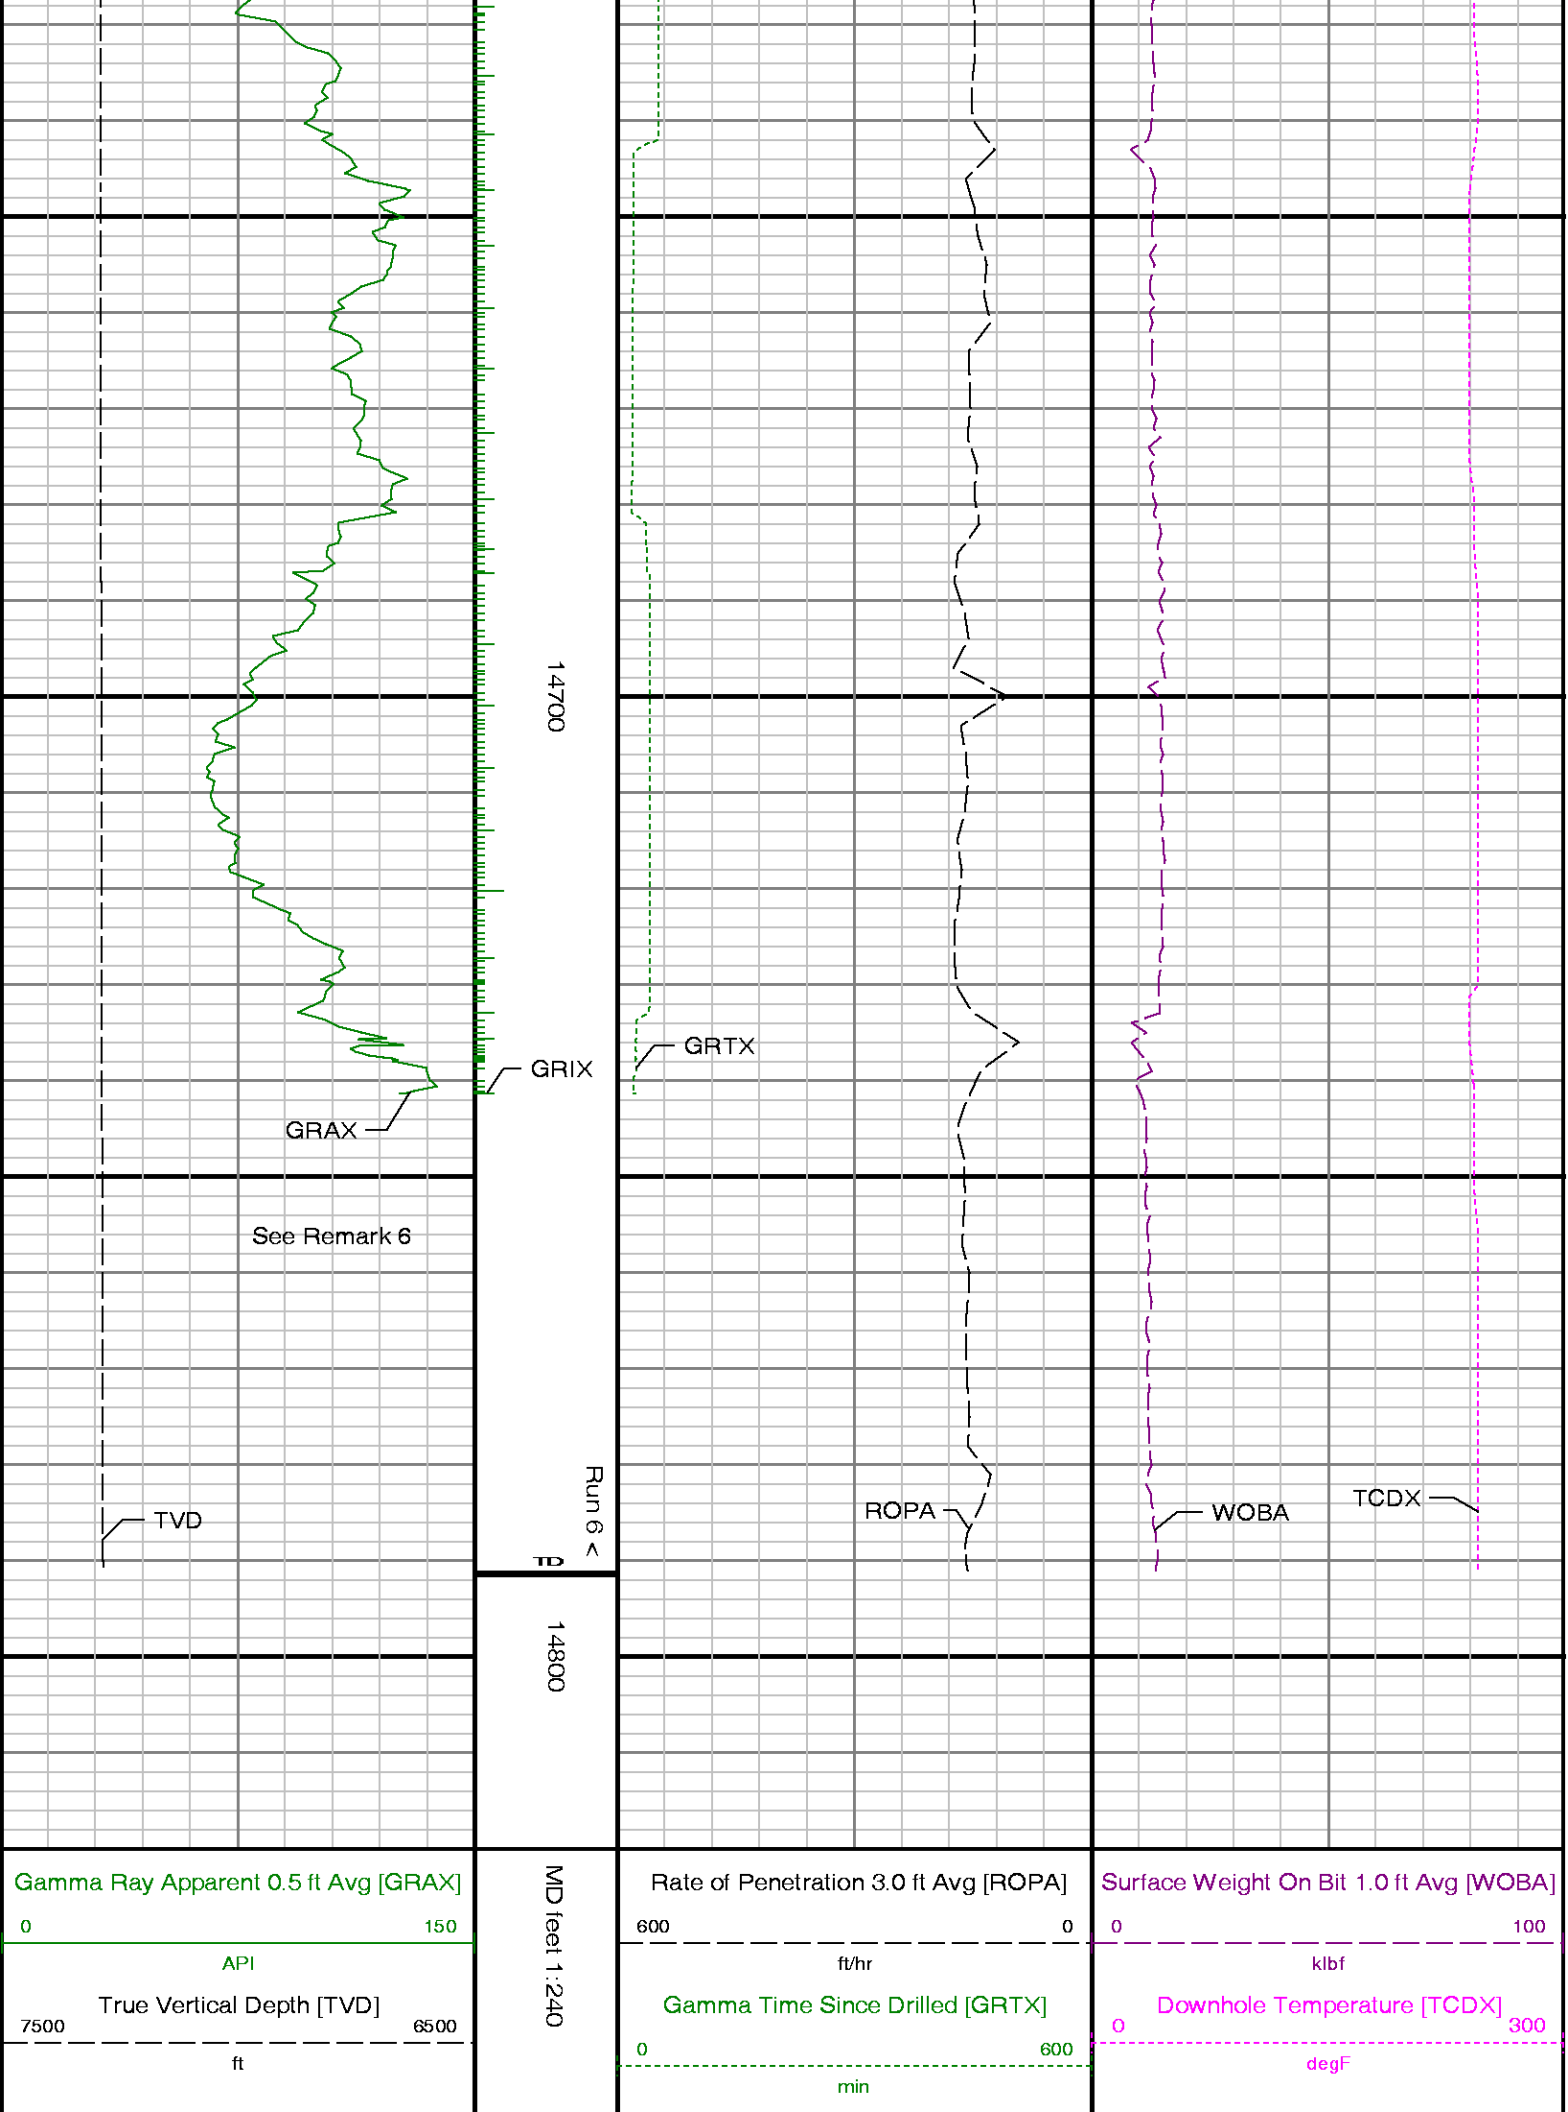 14700
GRTX
GRIX
GRAX
See Remark 6
Run 6 <
TCDX
ROPA
WOBA
TVD
TD
14800
Gamma Ray Apparent 0.5 ft Avg [GRAX]
0 150
API
True Vertical Depth [TVD]
7500 6500
ft
MD feet 1:240
Rate of Penetration 3.0 ft Avg [ROPA]
600 0
ft/hr
Gamma Time Since Drilled [GRTX]
0 600
min
Surface Weight On Bit 1.0 ft Avg [WOBA]
0 100
klbf
Downhole Temperature [TCDX]
0 300
degF